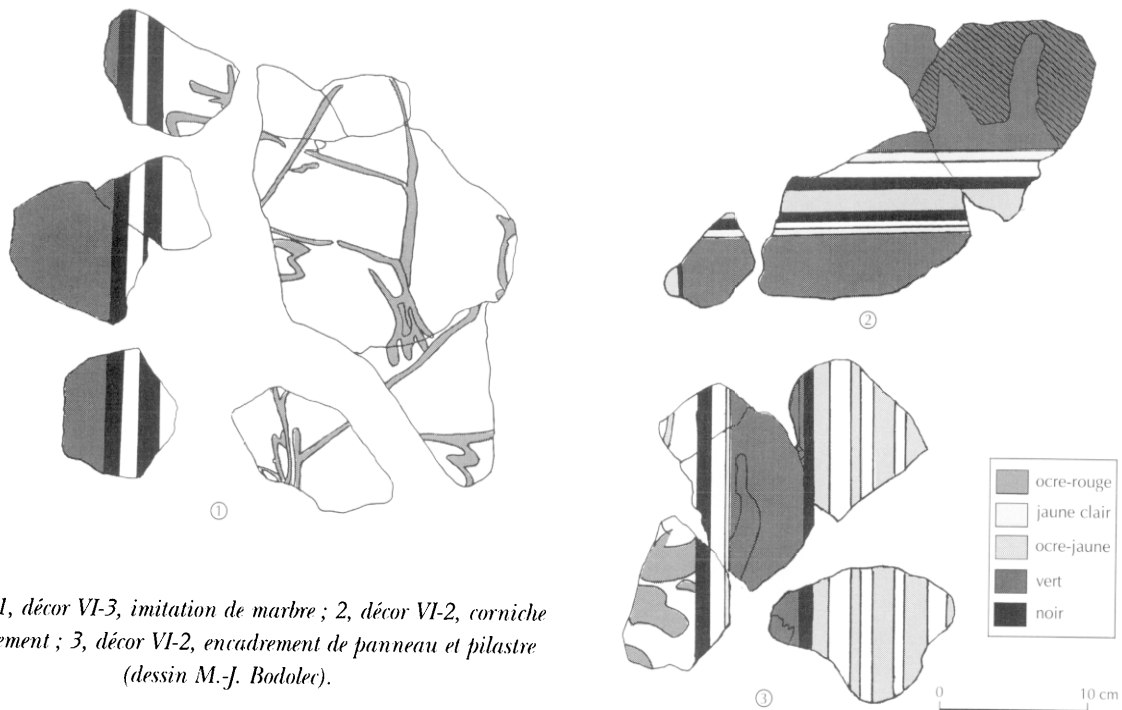 ①
②
③
ocre-rouge
jaune clair
ocre-jaune
vert
noir
0 10 cm
1, décor VI-3, imitation de marbre ; 2, décor VI-2, corniche
; 3, décor VI-2, encadrement de panneau et pilastre
(dessin M.-J. Bodolec).